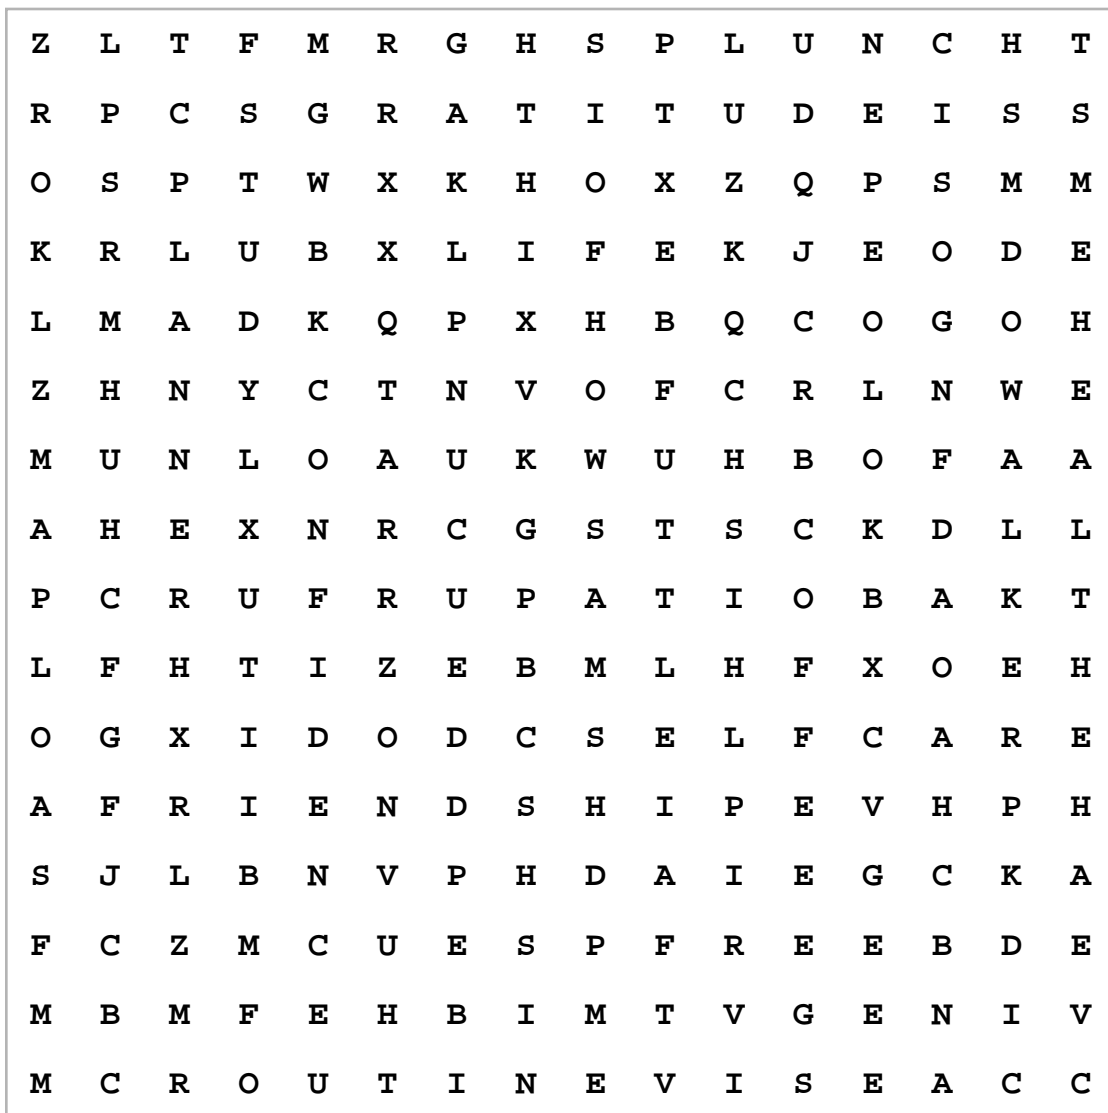 Z L T F M R G H S P L U N C H T
R P C S G R A T I T U D E I S S
O S P T W X K H O X Z Q P S M M
K R L U B X L I F E K J E O D E
L M A D K Q P X H B Q C O G O H
Z H N Y C T N V O F C R L N W E
M U N L O A U K W U H B O F A A
A H E X N R C G S T S C K D L L
P C R U F R U P A T I O B A K T
L F H T I Z E B M L H F X O E H
O G X I D O D C S E L F C A R E
A F R I E N D S H I P E V H P H
S J L B N V P H D A I E G C K A
F C Z M C U E S P F R E E B D E
M B M F E H B I M T V G E N I V
M C R O U T I N E V I S E A C C